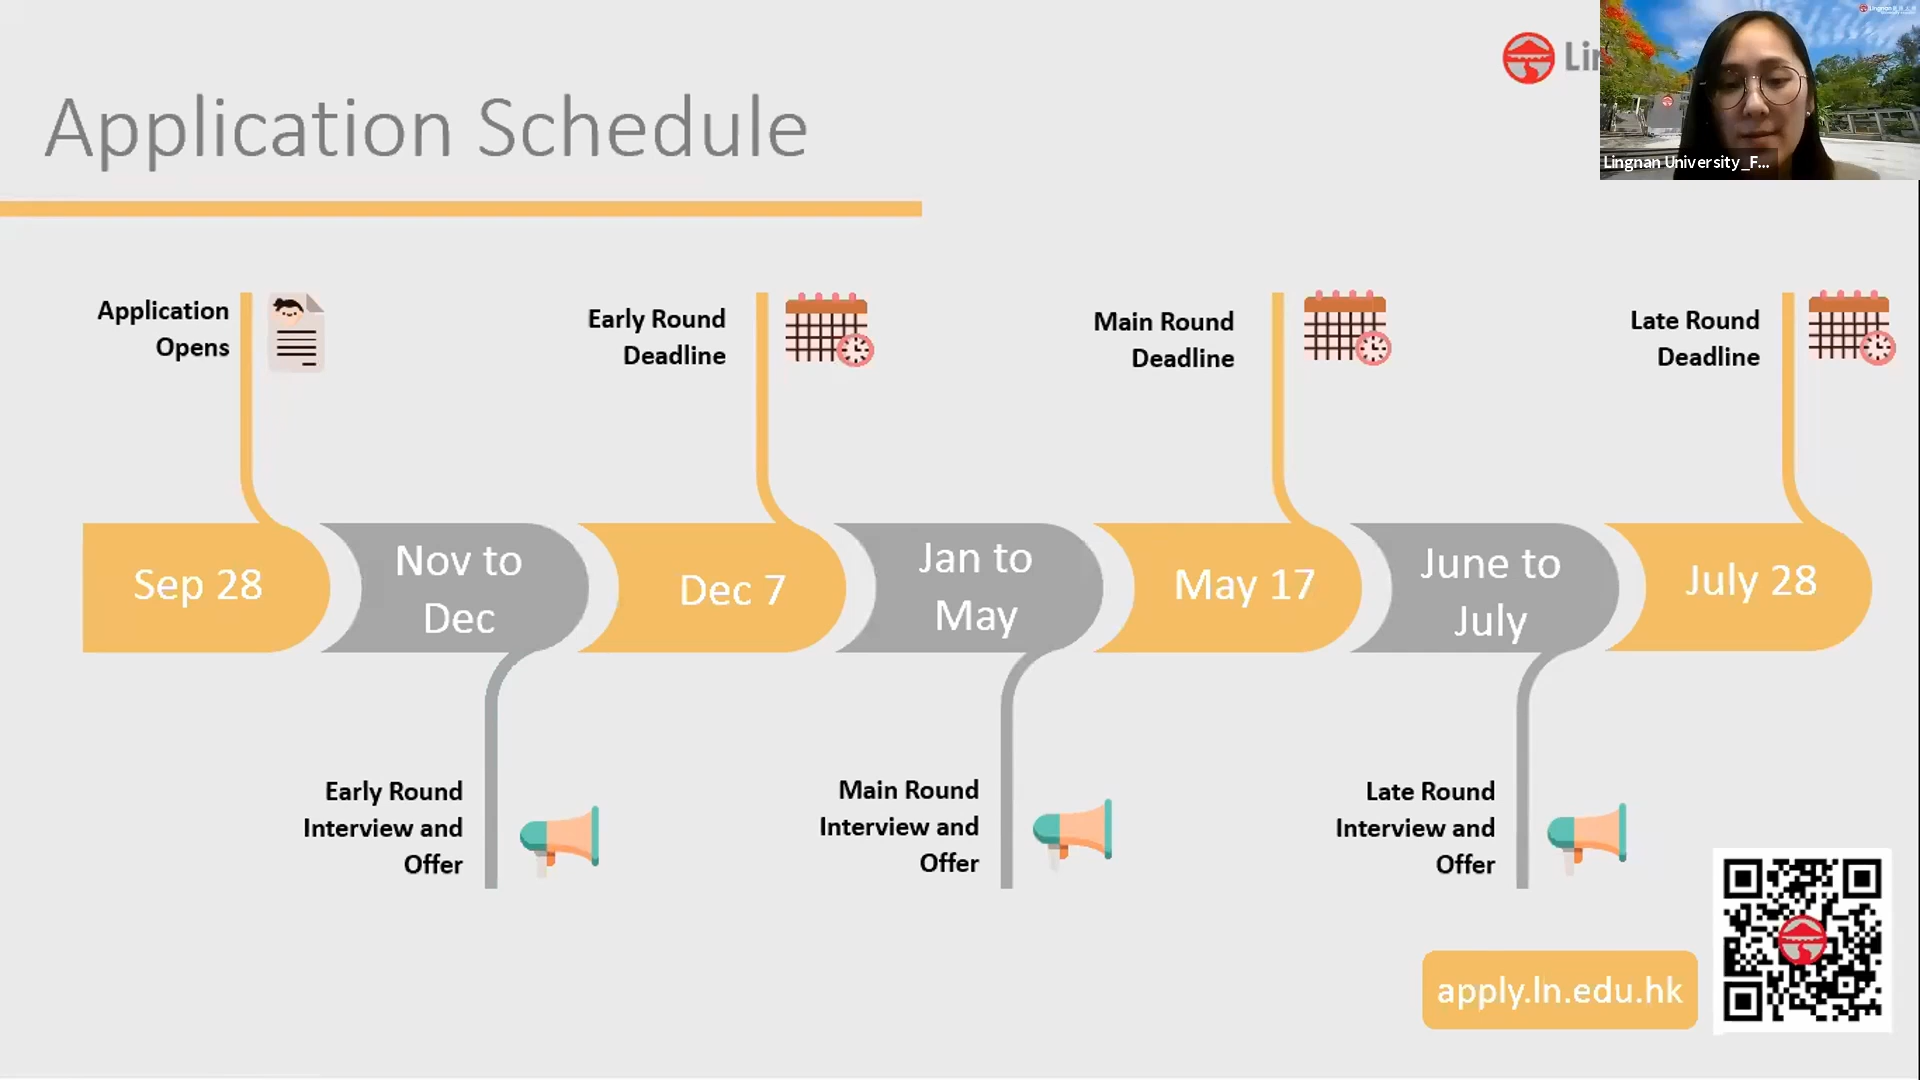 Application Schedule
Lingnan University_F...
Application
Opens
Early Round
Deadline
Main Round
Deadline
Late Round
Deadline
Sep 28
Nov to
Dec
Dec 7
Jan to
May
May 17
June to
July
July 28
Early Round
Interview and
Offer
Main Round
Interview and
Offer
Late Round
Interview and
Offer
apply.ln.edu.hk